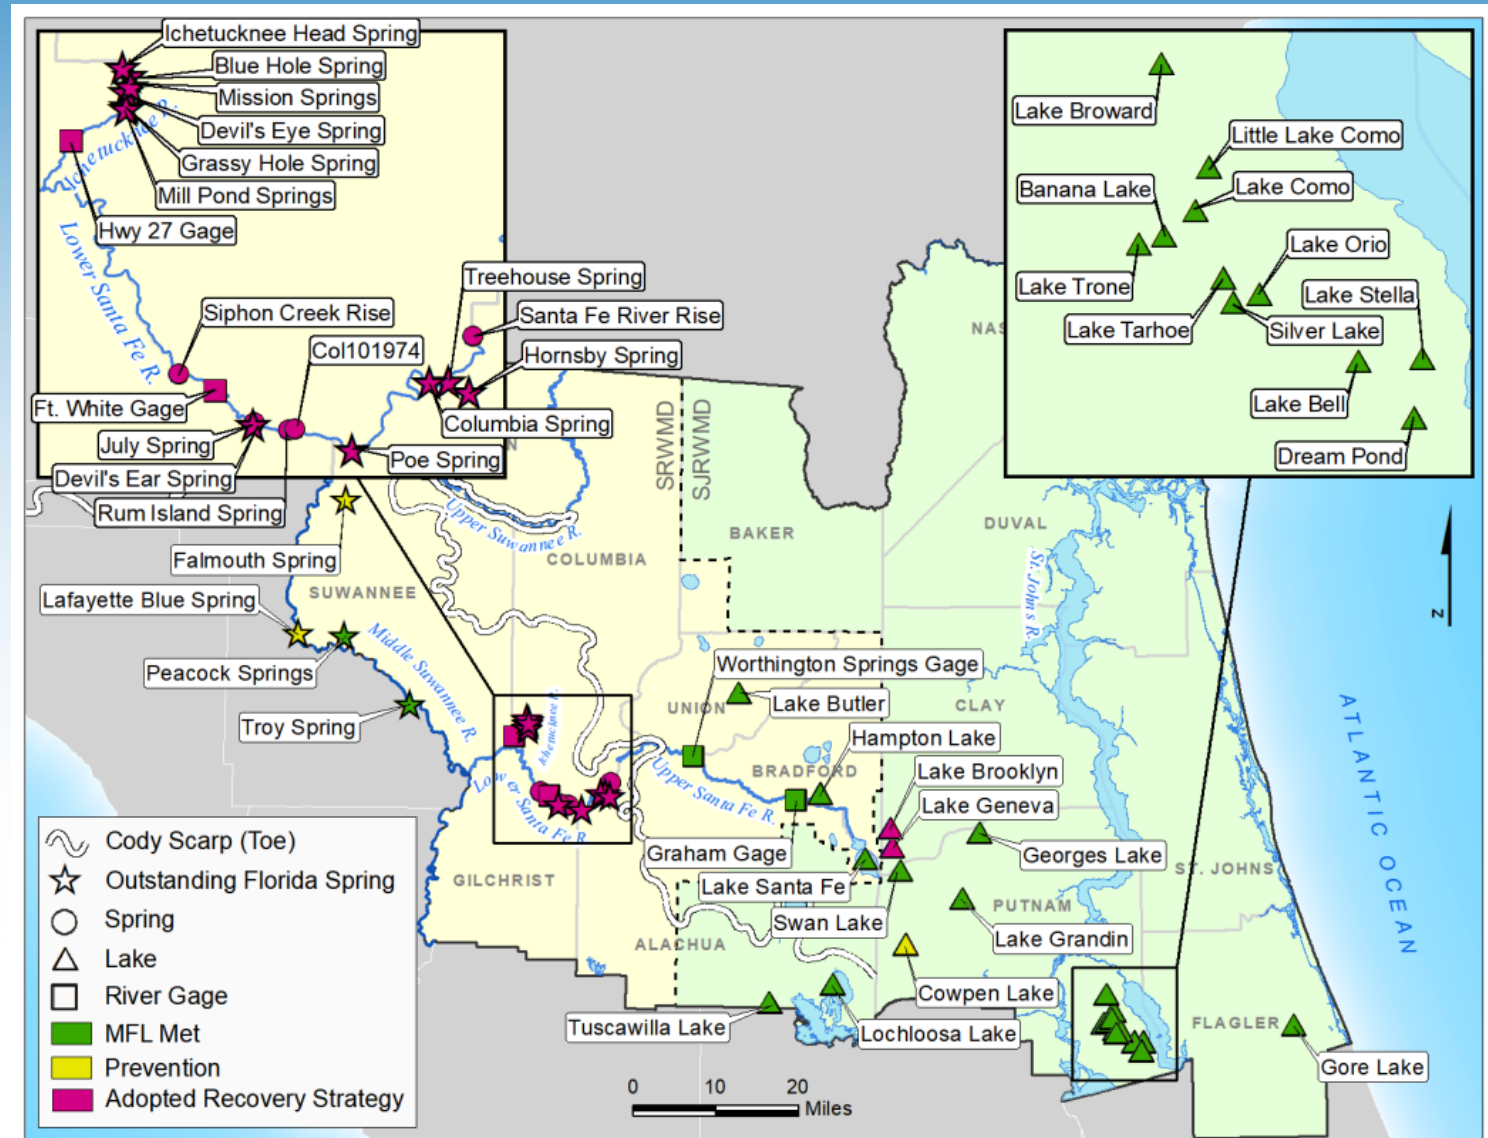 Ichetucknee Head Spring
Blue Hole Spring
Mission Springs
Devil's Eye Spring
Grassy Hole Spring
Mill Pond Springs
Ichetucknee R.
Hwy 27 Gage
Lower Santa Fe R.
Treehouse Spring
Siphon Creek Rise
Santa Fe River Rise
Col101974
Hornsby Spring
Ft. White Gage
Columbia Spring
July Spring
Poe Spring
Devil's Ear Spring
Rum Island Spring
Lake Broward
Little Lake Como
Banana Lake
Lake Como
Lake Orio
Lake Trone
Lake Stella
Lake Tarhoe
Silver Lake
Lake Bell
Dream Pond
NAS
N
SRWMD
SJRWMD
BAKER
DUVAL
Upper Suwannee R.
COLUMBIA
Falmouth Spring
SUWANNEE
St. Johns R.
N
Lafayette Blue Spring
Peacock Springs
Middle Suwannee R.
Troy Spring
Worthington Springs Gage
UNION
Lake Butler
CLAY
Ichetucknee R.
Hampton Lake
Upper Santa Fe R.
BRADFORD
Lake Brooklyn
Lake Geneva
Lower Santa Fe R.
Graham Gage
Georges Lake
GILCHRIST
Lake Santa Fe
ST. JOHNS
Swan Lake
PUTNAM
ALACHUA
Lake Grandin
Cowpen Lake
Tuscawilla Lake
Lochloosa Lake
FLAGLER
Gore Lake
ATLANTIC OCEAN
Cody Scarp (Toe)
Outstanding Florida Spring
Spring
Lake
River Gage
MFL Met
Prevention
Adopted Recovery Strategy
0 10 20
Miles